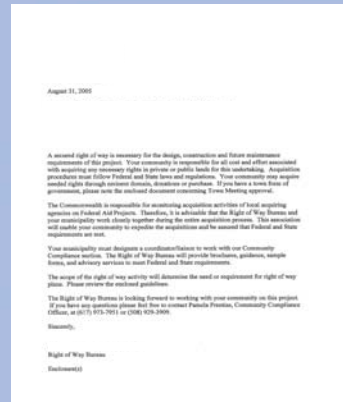 August 31, 2005
A secured right of way is necessary for the design, construction and future maintenance
requirements of this project. Your community is responsible for all cost and effort associated
with acquiring any necessary rights in private or public lands for this undertaking. Acquisition
procedures must follow Federal and State laws and regulations. Your community may acquire
needed rights through eminent domain, donations or purchase. If you have a town form of
government, please note the enclosed document concerning Town Meeting approval.
The Commonwealth is responsible for monitoring acquisition activities of local acquiring
agencies on Federal Aid Projects. Therefore, it is advisable that the Right of Way Bureau and
your municipality work closely together during the entire acquisition process. This association
will enable your community to expedite the acquisitions and be assured that Federal and State
requirements are met.
Your municipality must designate a coordinator/liaison to work with our Community
Compliance section. The Right of Way Bureau will provide brochures, guidance, sample
forms, and advisory services to meet Federal and State requirements.
The scope of the right of way activity will determine the need or requirement for right of way
plans. Please review the enclosed guidelines.
The Right of Way Bureau is looking forward to working with your community on this project.
If you have any questions please feel free to contact Pamela Prentiss, Community Compliance
Officer, at (617) 973-7951 or (508) 929-3909.
Sincerely,
Right of Way Bureau
Enclosure(s)